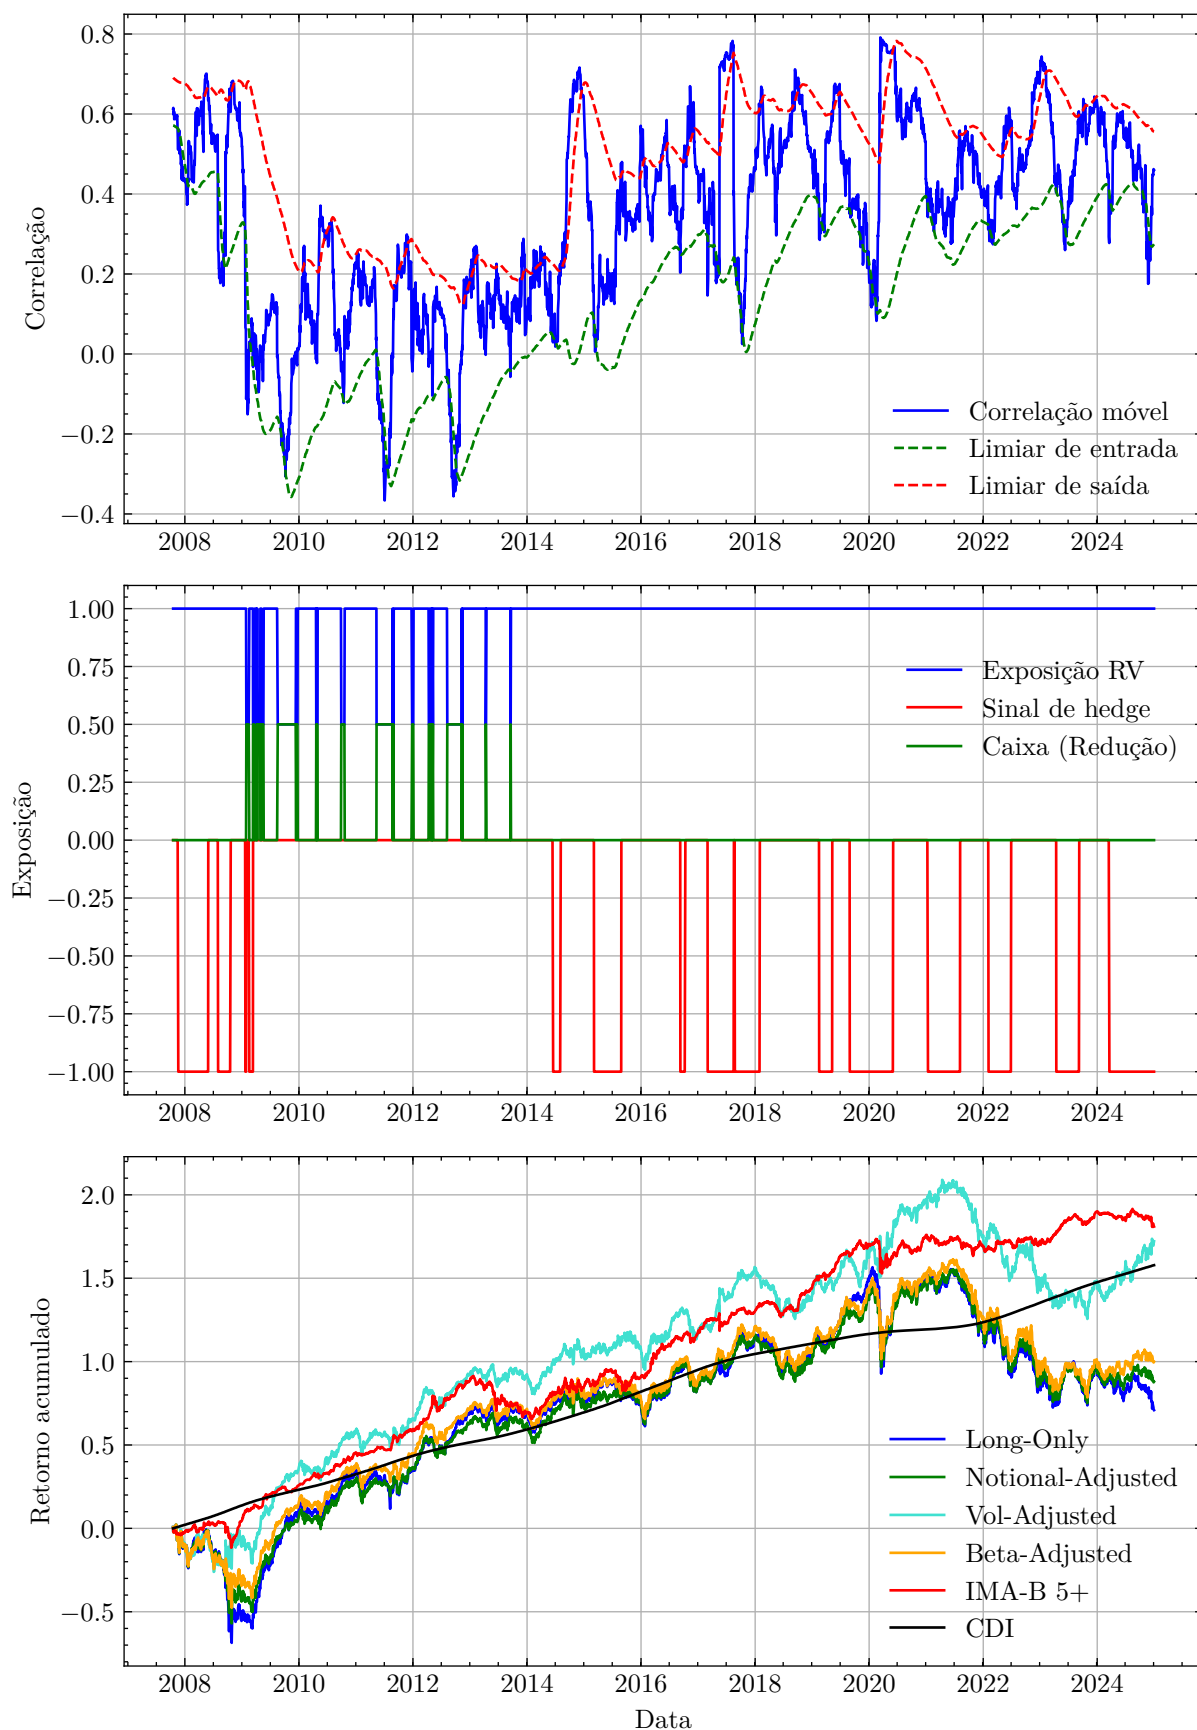 0.8
0.6
0.4
0.2
0.0
−0.2
−0.4
Correlação
Correlação móvel
Limiar de entrada
Limiar de saída
2008 2010 2012 2014 2016 2018 2020 2022 2024
1.00
0.75
0.50
0.25
0.00
−0.25
−0.50
−0.75
−1.00
Exposição
Exposição RV
Sinal de hedge
Caixa (Redução)
2008 2010 2012 2014 2016 2018 2020 2022 2024
2.0
1.5
1.0
0.5
0.0
−0.5
Retorno acumulado
Long-Only
Notional-Adjusted
Vol-Adjusted
Beta-Adjusted
IMA-B 5+
CDI
2008 2010 2012 2014 2016 2018 2020 2022 2024
Data